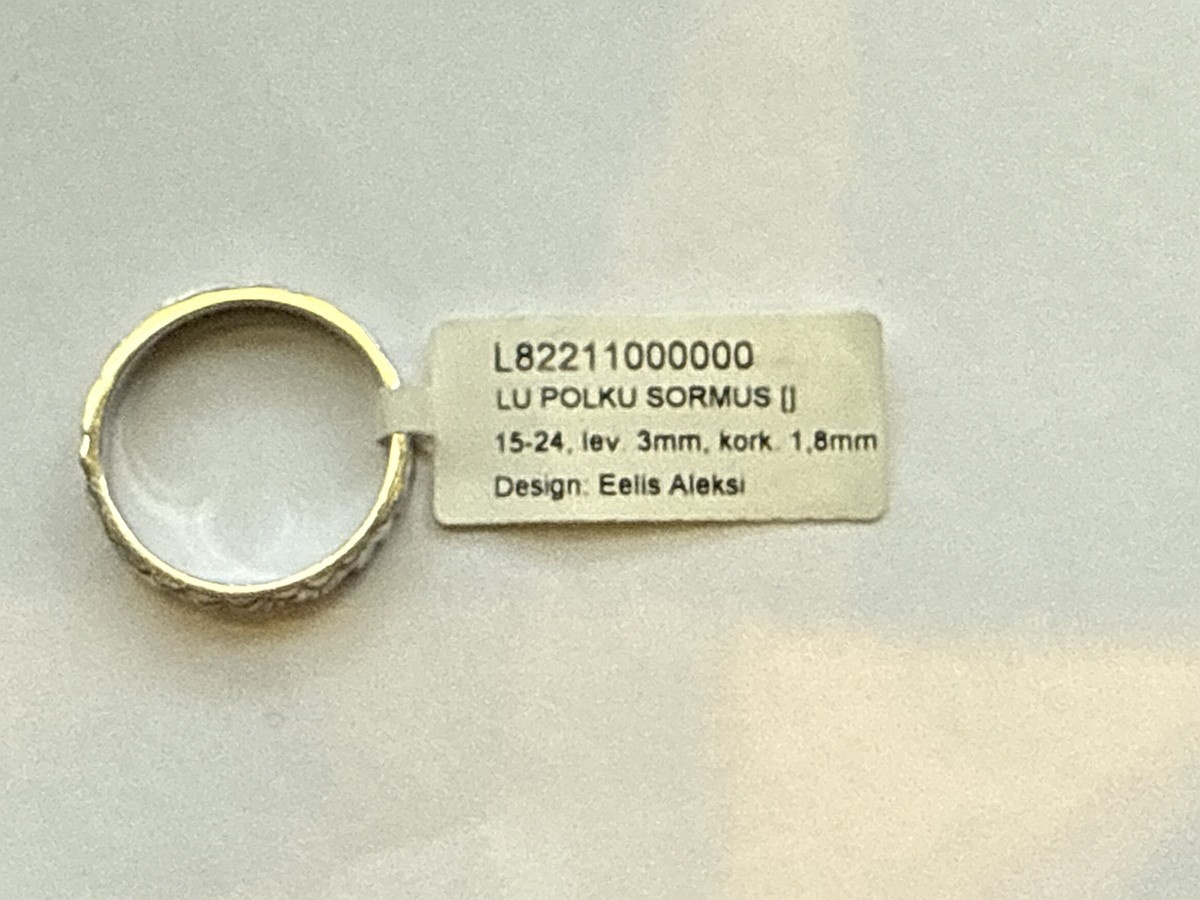 L82211000000
LU POLKU SORMUS []
15-24, lev. 3mm, kork. 1,8mm
Design: Eelis Aleksi